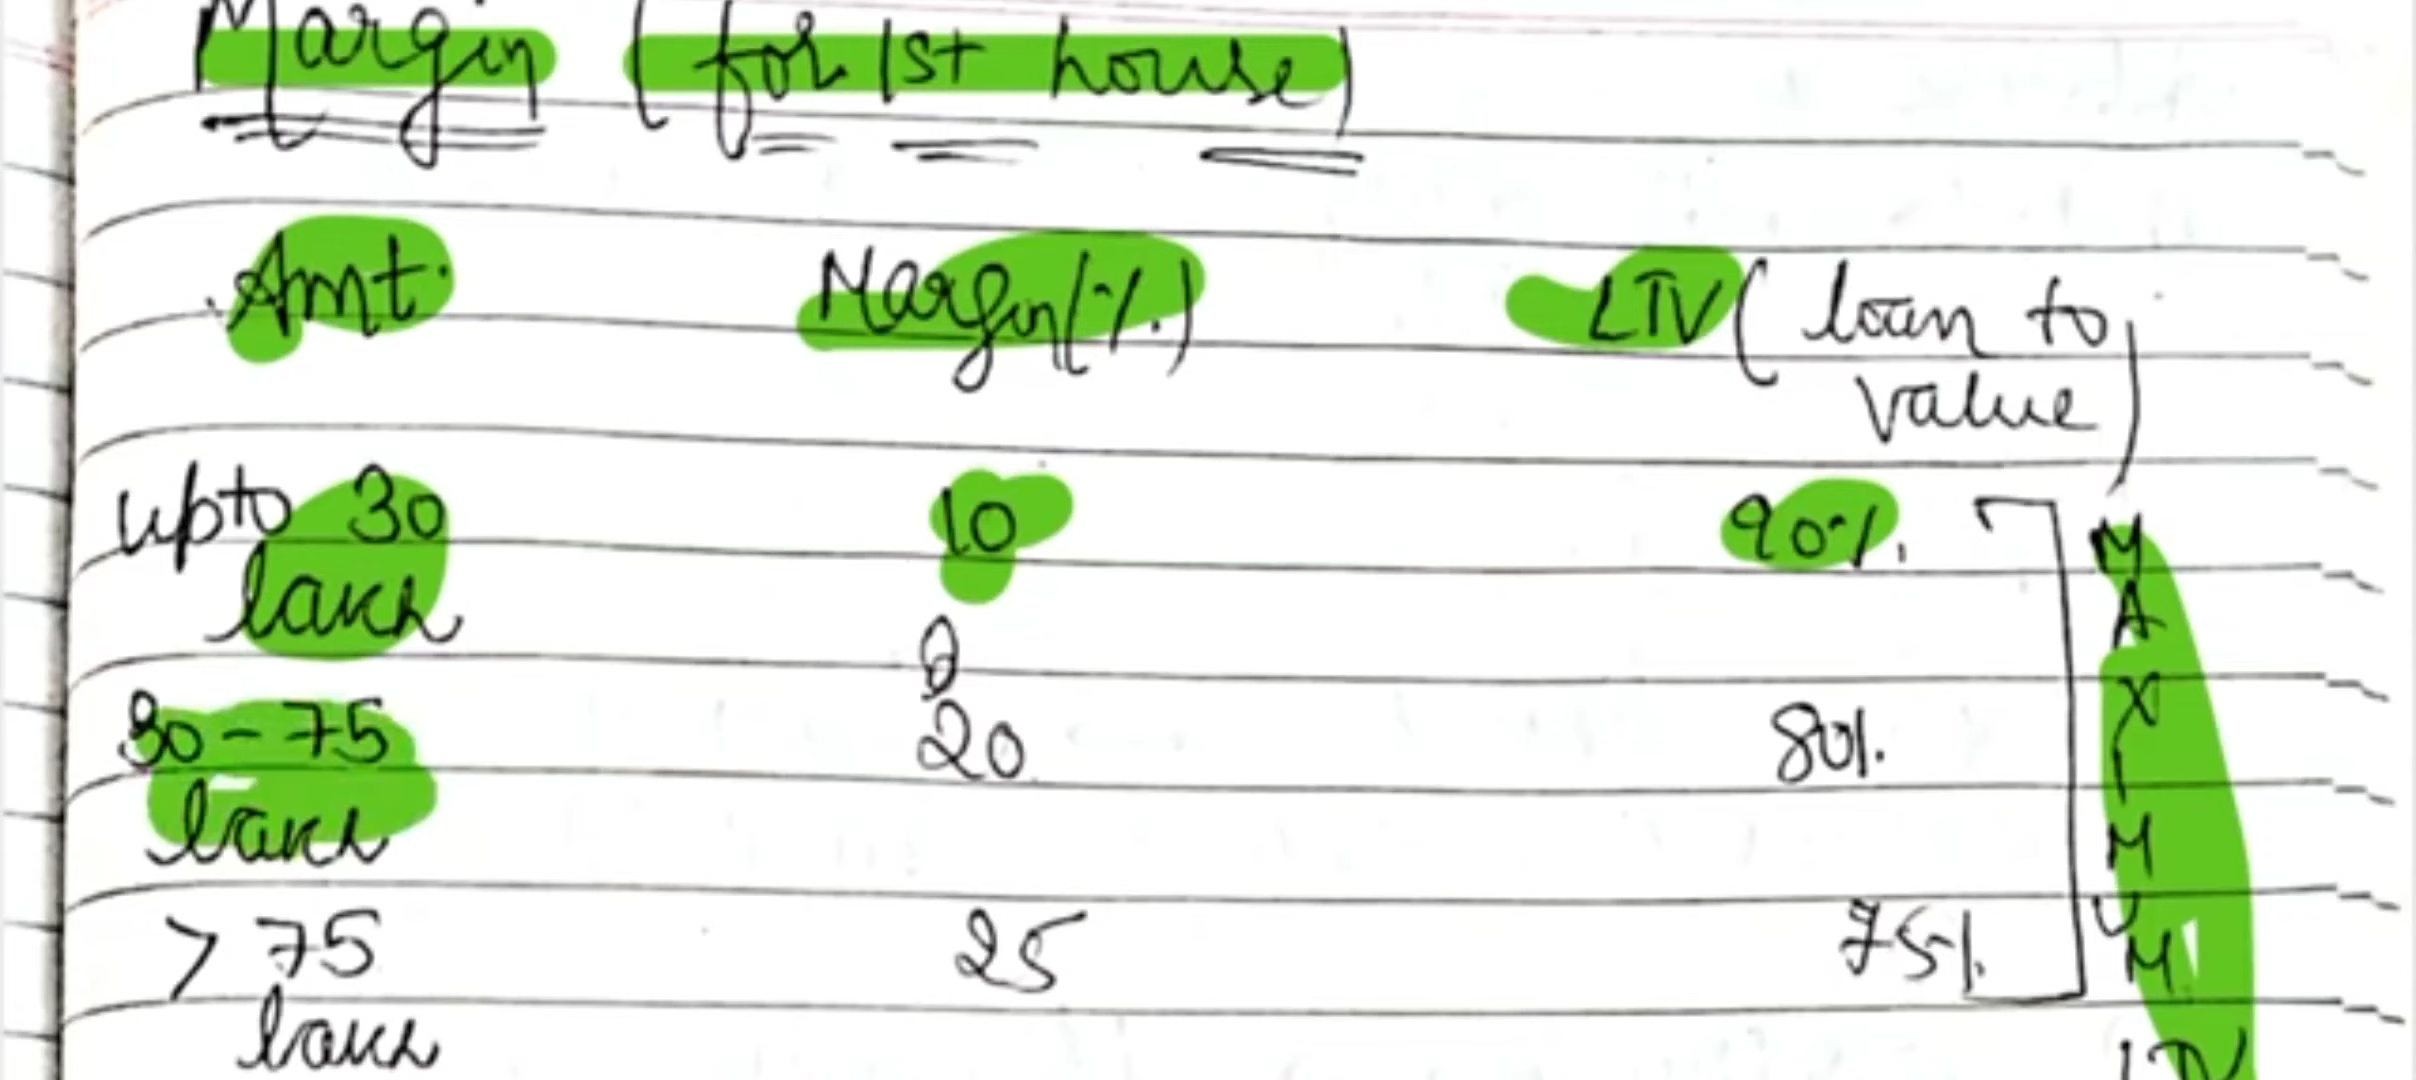 Margin (for 1st house)
Amt. Margin(%) LTV (loan to
value)
upto 30 10 90%.
lakh
30-75 20 80%.
lakh
> 75 25 75%.
lakh
MAXIMUM
LTV